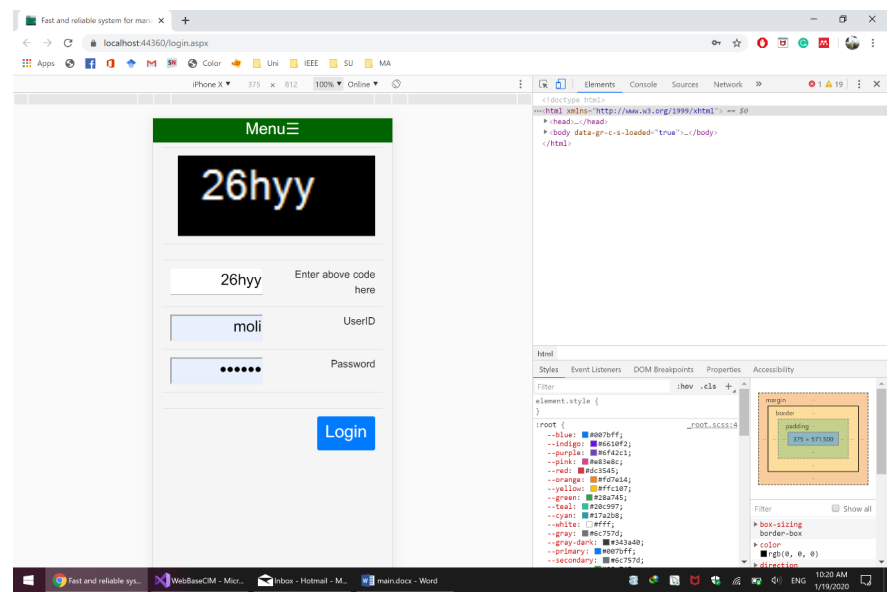 Fast and reliable system for mana
localhost:44360/login.aspx
Apps Color Uni IEEE SU MA
iPhone X ▼ 375 x 812 100% ▼ Online ▼
Elements Console Sources Network » 1 19
<!doctype html>
<html xmlns="http://www.w3.org/1999/xhtml"> == $0
<head>…</head>
<body data-gr-c-s-loaded="true">…</body>
</html>
Menu☰
26hyy
26hyy Enter above code
here
moli UserID
•••••• Password
Login
html
Styles Event Listeners DOM Breakpoints Properties Accessibility
Filter :hov .cls +
element.style {
}
:root { _root.scss:4
--blue: #007bff;
--indigo: #6610f2;
--purple: #6f42c1;
--pink: #e83e8c;
--red: #dc3545;
--orange: #fd7e14;
--yellow: #ffc107;
--green: #28a745;
--teal: #20c997;
--cyan: #17a2b8;
--white: #fff;
--gray: #6c757d;
--gray-dark: #343a40;
--primary: #007bff;
--secondary: #6c757d;
margin -
border -
padding -
375 × 571.500
Filter Show all
box-sizing
border-box
color
rgb(0, 0, 0)
direction
Fast and reliable sys... WebBaseCIM - Micr... Inbox - Hotmail - M... main.docx - Word
ENG 10:20 AM
1/19/2020